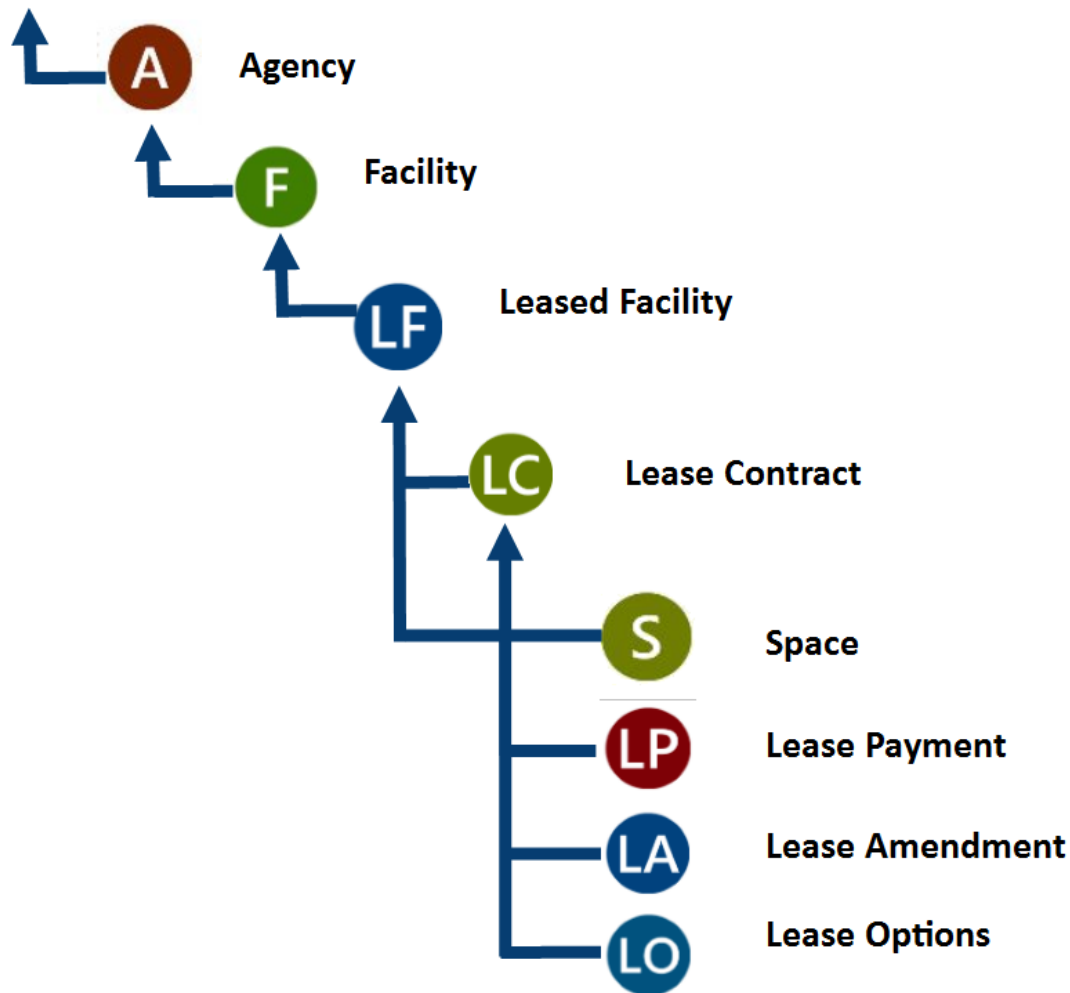 A
Agency
F
Facility
LF
Leased Facility
LC
Lease Contract
S
Space
LP
Lease Payment
LA
Lease Amendment
LO
Lease Options